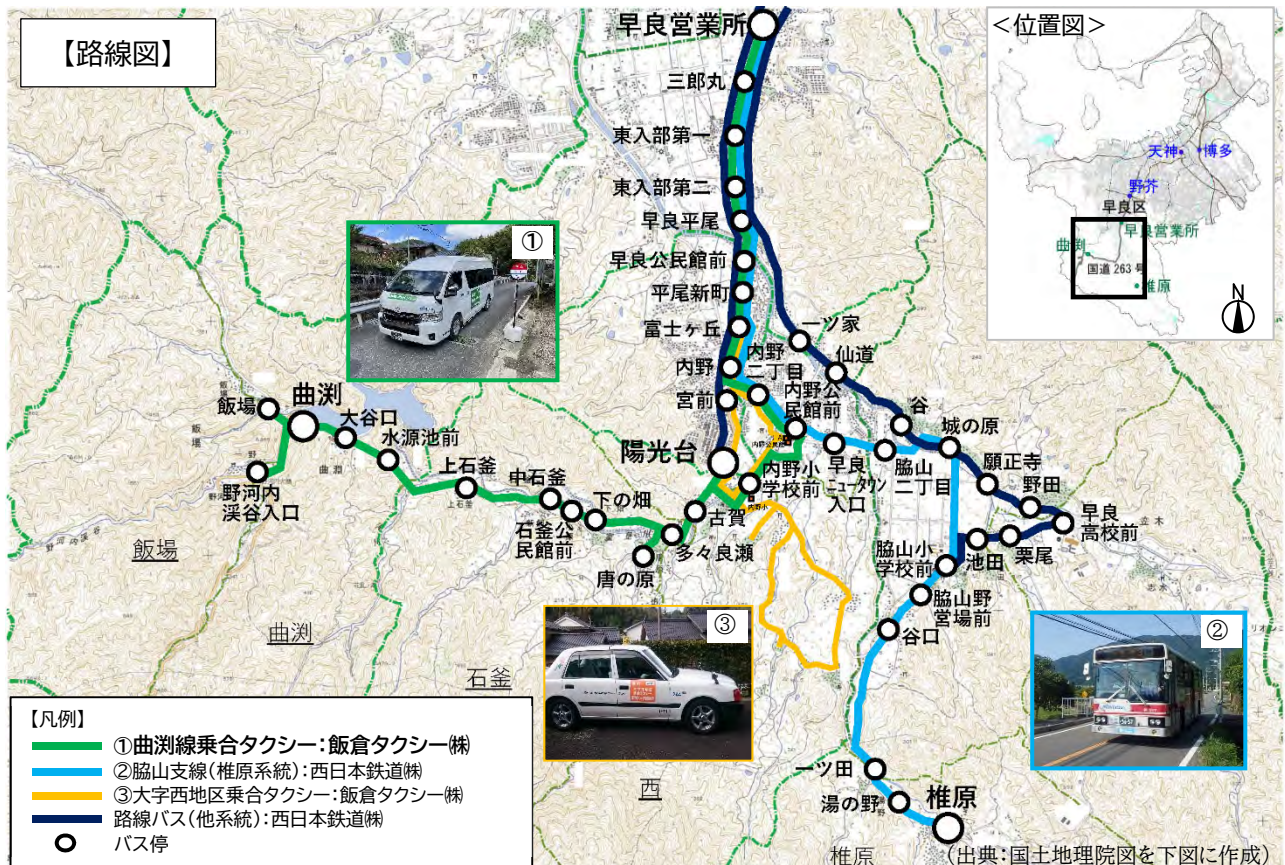 【路線図】
早良営業所
三郎丸
東入部第一
東入部第二
早良平尾
早良公民館前
平尾新町
富士ヶ丘
内野
宮前
陽光台
内野
二丁目
内野公
民館前
内野小
学校前
古賀
多々良瀬
唐の原
下の畑
石釜公
民館前
中石釜
上石釜
水源池前
大谷口
曲渕
飯場
野河内
渓谷入口
早良
ニュータウン
入口
脇山
二丁目
一ツ家
仙道
谷
城の原
願正寺
野田
早良
高校前
栗尾
池田
脇山小
学校前
脇山野
営場前
谷口
一ツ田
湯の野
椎原
飯場
曲渕
石釜
西
椎原
①
②
③
<位置図>
天神
博多
野芥
早良区
早良営業所
曲渕
国道263号
椎原
N
【凡例】
①曲渕線乗合タクシー:飯倉タクシー㈱
②脇山支線(椎原系統):西日本鉄道㈱
③大字西地区乗合タクシー:飯倉タクシー㈱
路線バス(他系統):西日本鉄道㈱
バス停
(出典:国土地理院図を下図に作成)